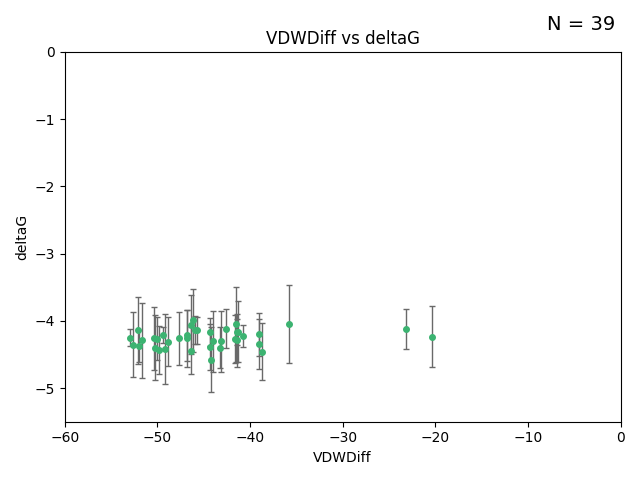 N = 39
VDWDiff vs deltaG
0
−1
−2
−3
−4
−5
deltaG
−60 −50 −40 −30 −20 −10 0
VDWDiff